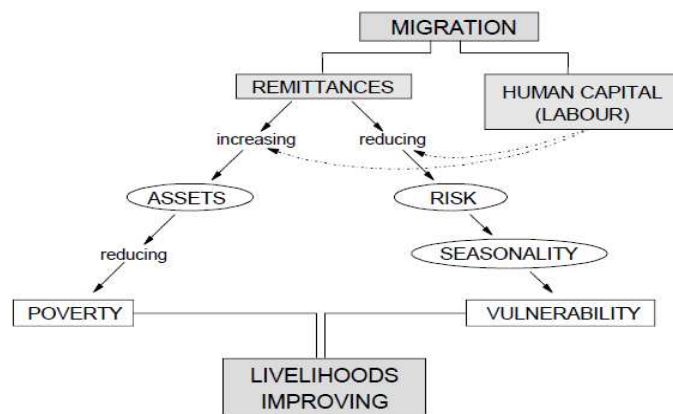 MIGRATION
REMITTANCES
HUMAN CAPITAL
(LABOUR)
increasing
reducing
ASSETS
RISK
reducing
SEASONALITY
POVERTY
VULNERABILITY
LIVELIHOODS
IMPROVING